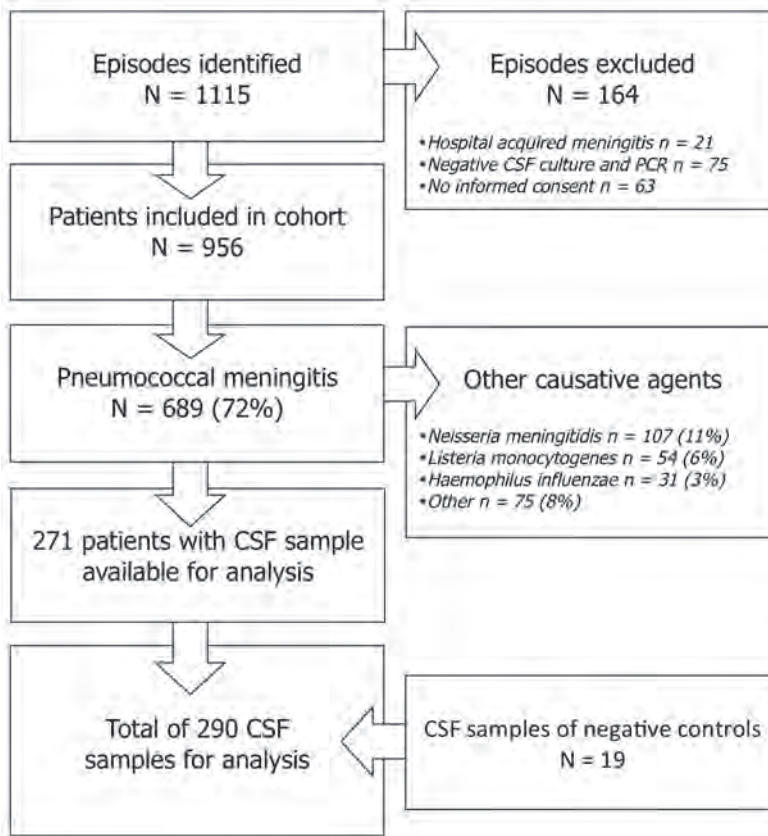 Episodes identified
N = 1115
Episodes excluded
N = 164
•Hospital acquired meningitis n = 21
•Negative CSF culture and PCR n = 75
•No informed consent n = 63
Patients included in cohort
N = 956
Pneumococcal meningitis
N = 689 (72%)
Other causative agents
•Neisseria meningitidis n = 107 (11%)
•Listeria monocytogenes n = 54 (6%)
•Haemophilus influenzae n = 31 (3%)
•Other n = 75 (8%)
271 patients with CSF sample
available for analysis
Total of 290 CSF
samples for analysis
CSF samples of negative controls
N = 19